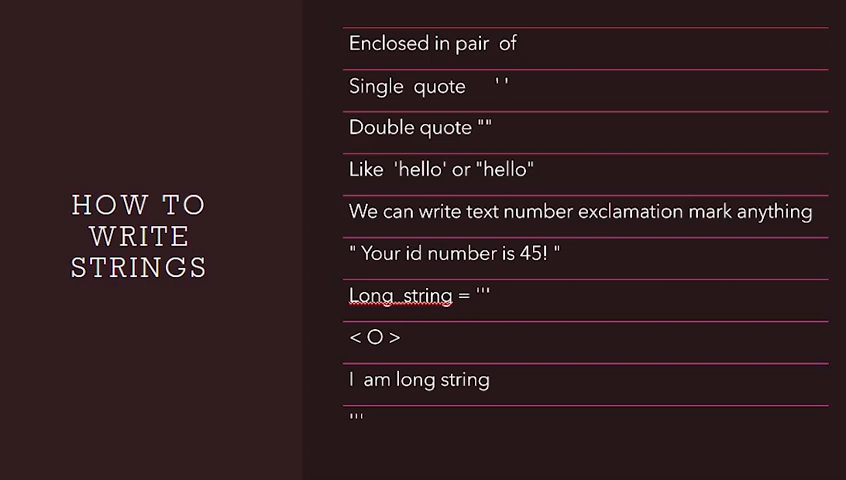 HOW TO
WRITE
STRINGS
Enclosed in pair  of
Single  quote     ' '
Double quote ""
Like  'hello' or "hello"
We can write text number exclamation mark anything
" Your id number is 45! "
Long  string = '''
< O >
I  am long string
'''